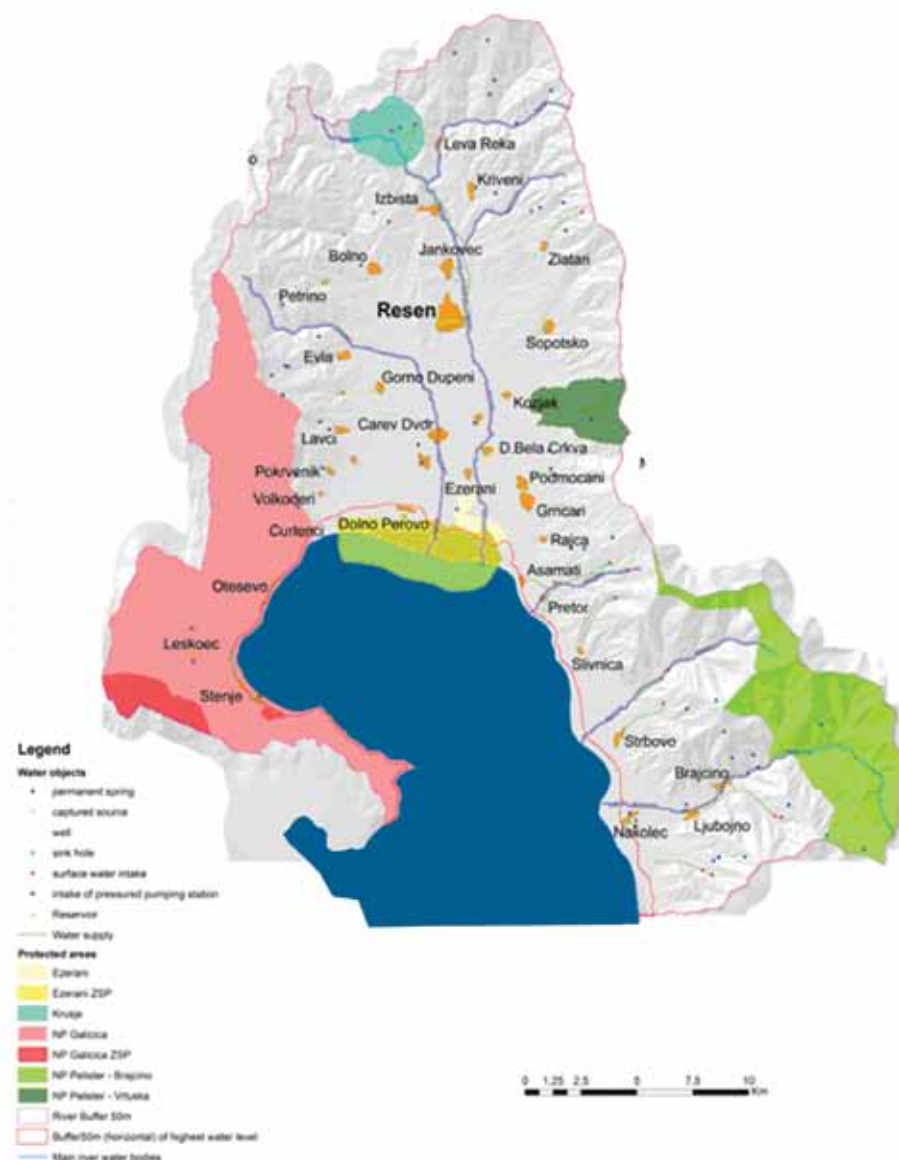 Leva Reka
Kriveni
Izbista
Jankovec
Zlatari
Bolno
Petrino
Resen
Sopotsko
Evla
Gorno Dupeni
Kozjak
Carev Dvor
Lavci
D.Bela Crkva
Pokrvenik
Podmocani
Ezerani
Volkoderi
Grncari
Dolno Perovo
Curlenci
Rajca
Asamati
Otesevo
Pretor
Leskoec
Slivnica
Stenje
Strbovo
Brajcino
Nakolec
Ljubojno
Legend
Water objects
permanent spring
captured source
well
sink hole
surface water intake
intake of pressured pumping station
Reservoir
Water supply
Protected areas
Ezerani
Ezerani ZSP
Krusja
NP Galicica
NP Galicica ZSP
NP Pelister - Brajcino
NP Pelister - Vrtuska
River Buffer 50m
Buffer50m (horizontal) of highest water level
Main river water bodies
0 1.25 2.5 5 7.5 10
Km